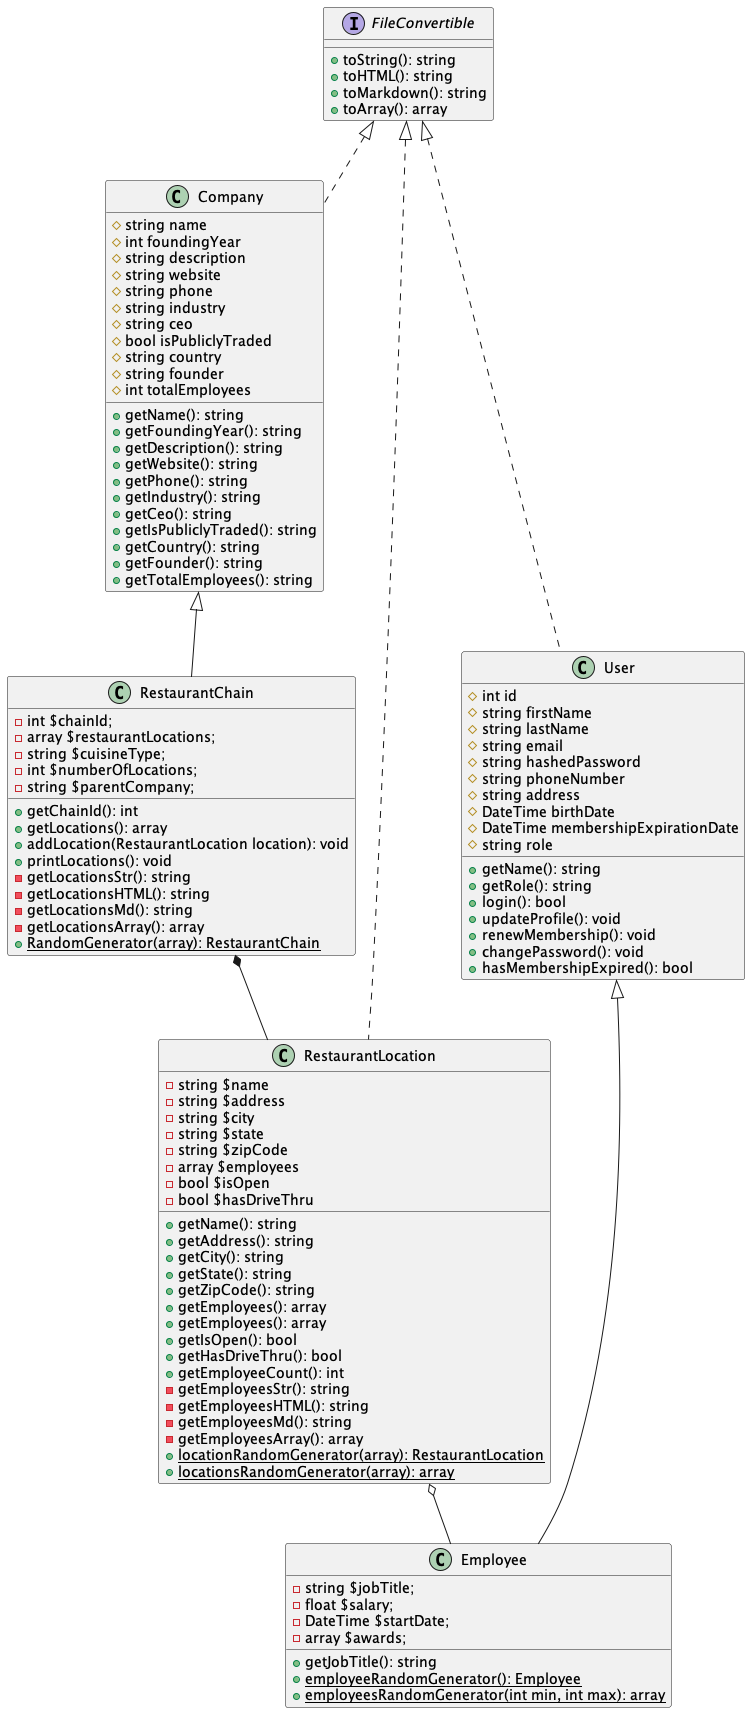 I FileConvertible
toString(): string
toHTML(): string
toMarkdown(): string
toArray(): array
C Company
string name
int foundingYear
string description
string website
string phone
string industry
string ceo
bool isPubliclyTraded
string country
string founder
int totalEmployees
getName(): string
getFoundingYear(): string
getDescription(): string
getWebsite(): string
getPhone(): string
getIndustry(): string
getCeo(): string
getIsPubliclyTraded(): string
getCountry(): string
getFounder(): string
getTotalEmployees(): string
C RestaurantChain
int $chainId;
array $restaurantLocations;
string $cuisineType;
int $numberOfLocations;
string $parentCompany;
getChainId(): int
getLocations(): array
addLocation(RestaurantLocation location): void
printLocations(): void
getLocationsStr(): string
getLocationsHTML(): string
getLocationsMd(): string
getLocationsArray(): array
RandomGenerator(array): RestaurantChain
C User
int id
string firstName
string lastName
string email
string hashedPassword
string phoneNumber
string address
DateTime birthDate
DateTime membershipExpirationDate
string role
getName(): string
getRole(): string
login(): bool
updateProfile(): void
renewMembership(): void
changePassword(): void
hasMembershipExpired(): bool
C RestaurantLocation
string $name
string $address
string $city
string $state
string $zipCode
array $employees
bool $isOpen
bool $hasDriveThru
getName(): string
getAddress(): string
getCity(): string
getState(): string
getZipCode(): string
getEmployees(): array
getEmployees(): array
getIsOpen(): bool
getHasDriveThru(): bool
getEmployeeCount(): int
getEmployeesStr(): string
getEmployeesHTML(): string
getEmployeesMd(): string
getEmployeesArray(): array
locationRandomGenerator(array): RestaurantLocation
locationsRandomGenerator(array): array
C Employee
string $jobTitle;
float $salary;
DateTime $startDate;
array $awards;
getJobTitle(): string
employeeRandomGenerator(): Employee
employeesRandomGenerator(int min, int max): array